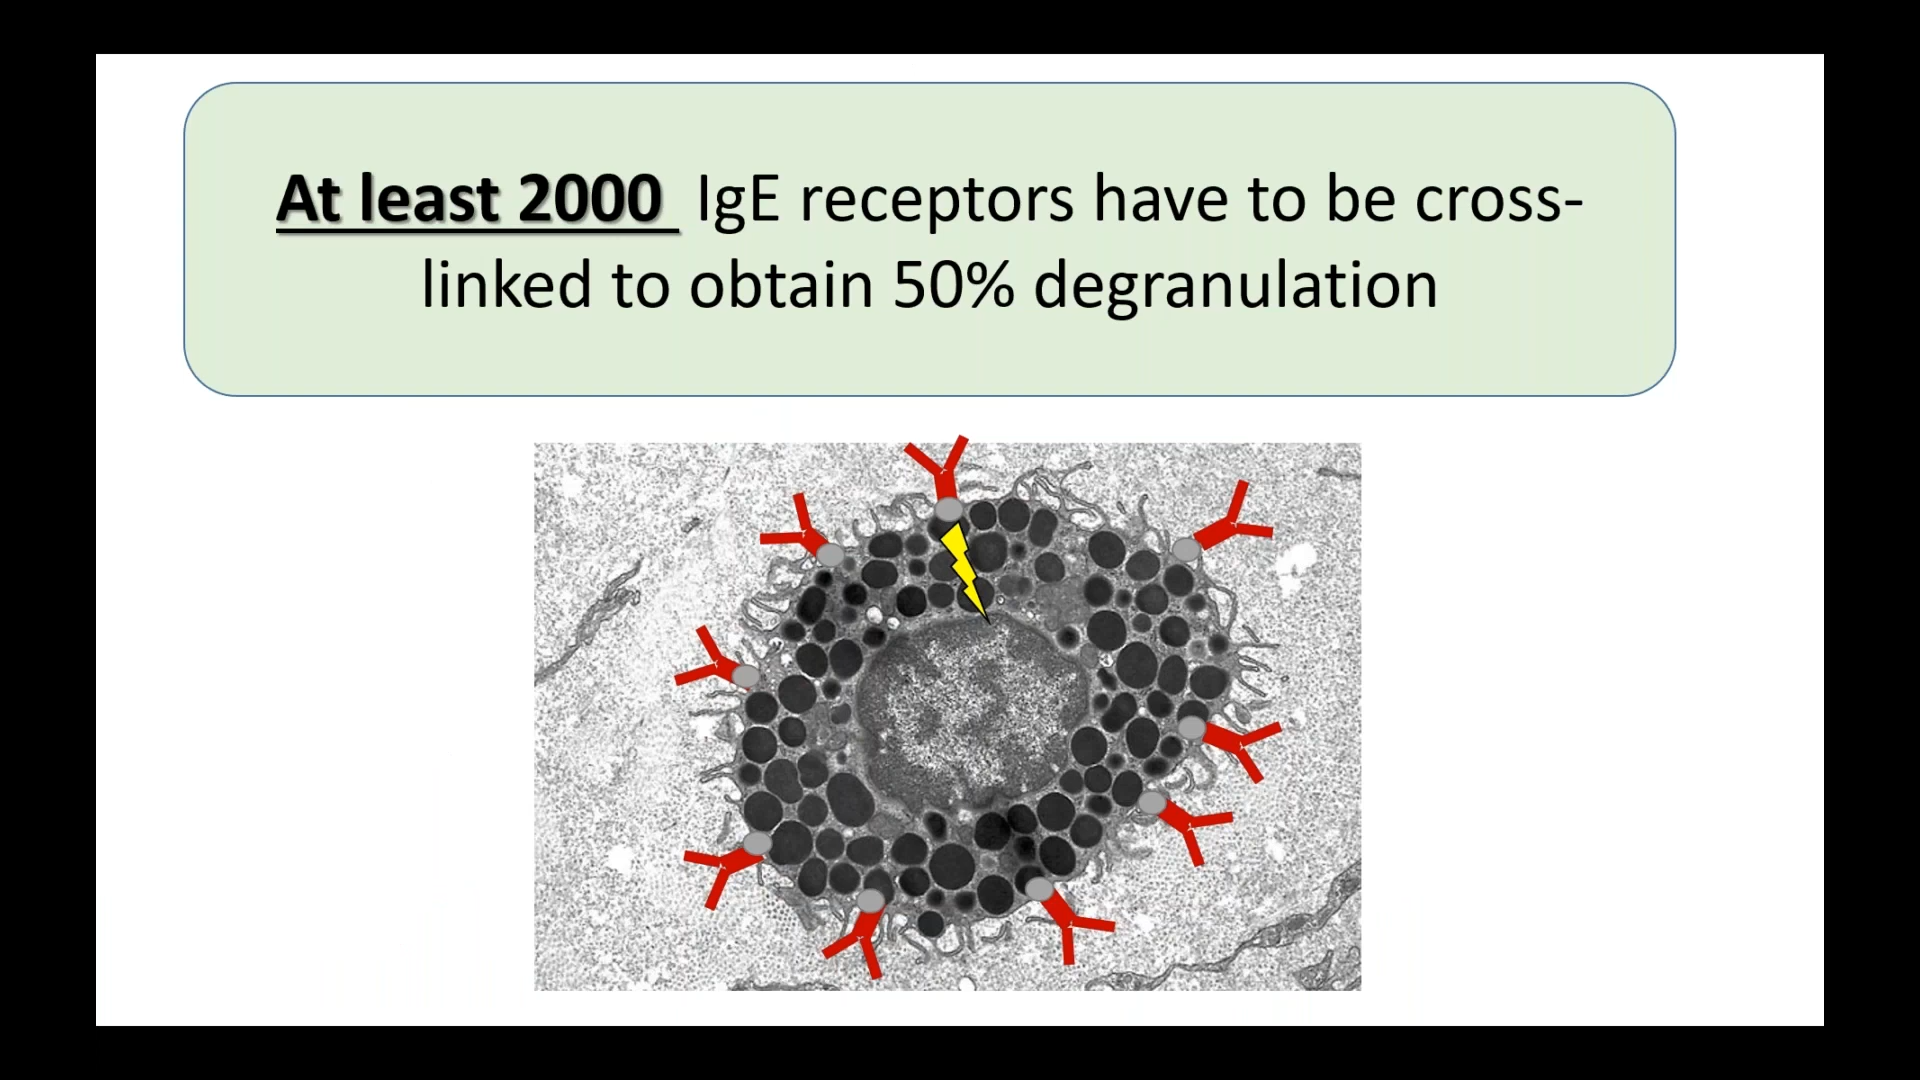 At least 2000 IgE receptors have to be cross-
linked to obtain 50% degranulation